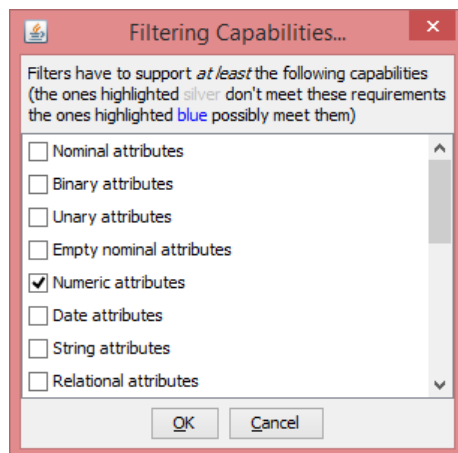 Filtering Capabilities...
Filters have to support at least the following capabilities
(the ones highlighted silver don't meet these requirements
the ones highlighted blue possibly meet them)
Nominal attributes
Binary attributes
Unary attributes
Empty nominal attributes
Numeric attributes
Date attributes
String attributes
Relational attributes
OK Cancel